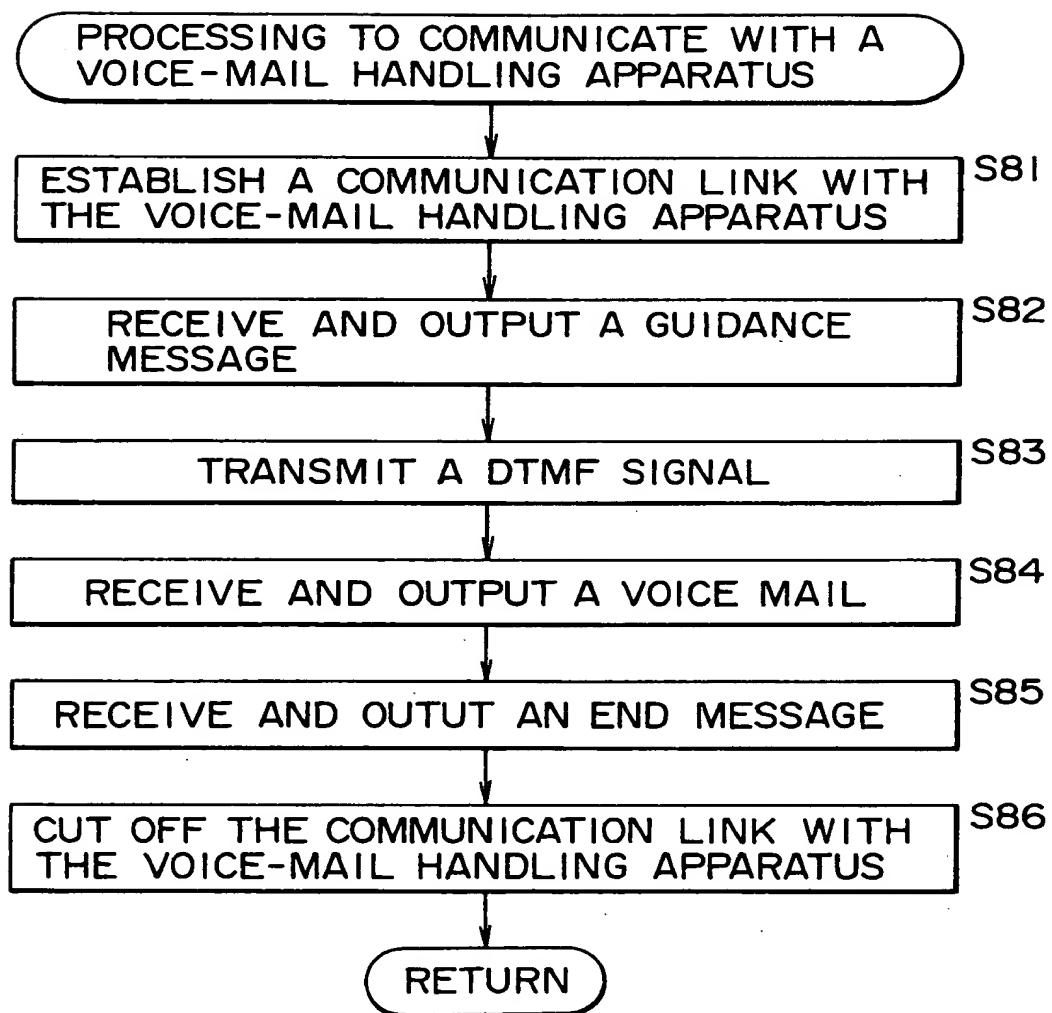 PROCESSING TO COMMUNICATE WITH A
VOICE-MAIL HANDLING APPARATUS
S81
ESTABLISH A COMMUNICATION LINK WITH
THE VOICE-MAIL HANDLING APPARATUS
S82
RECEIVE AND OUTPUT A GUIDANCE
MESSAGE
S83
TRANSMIT A DTMF SIGNAL
S84
RECEIVE AND OUTPUT A VOICE MAIL
S85
RECEIVE AND OUTUT AN END MESSAGE
S86
CUT OFF THE COMMUNICATION LINK WITH
THE VOICE-MAIL HANDLING APPARATUS
RETURN